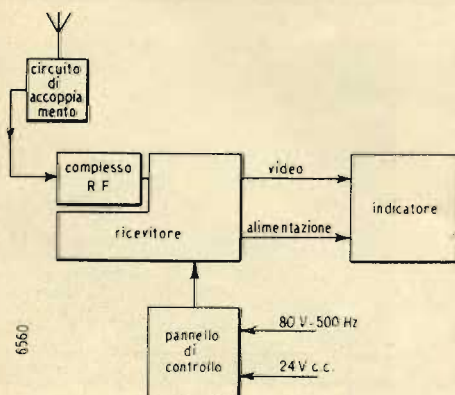 circuito
di
accoppia
mento
complesso
R F
ricevitore
video
alimentazione
indicatore
pannello
di
controllo
80 V - 500 Hz
24 V c.c.
6560